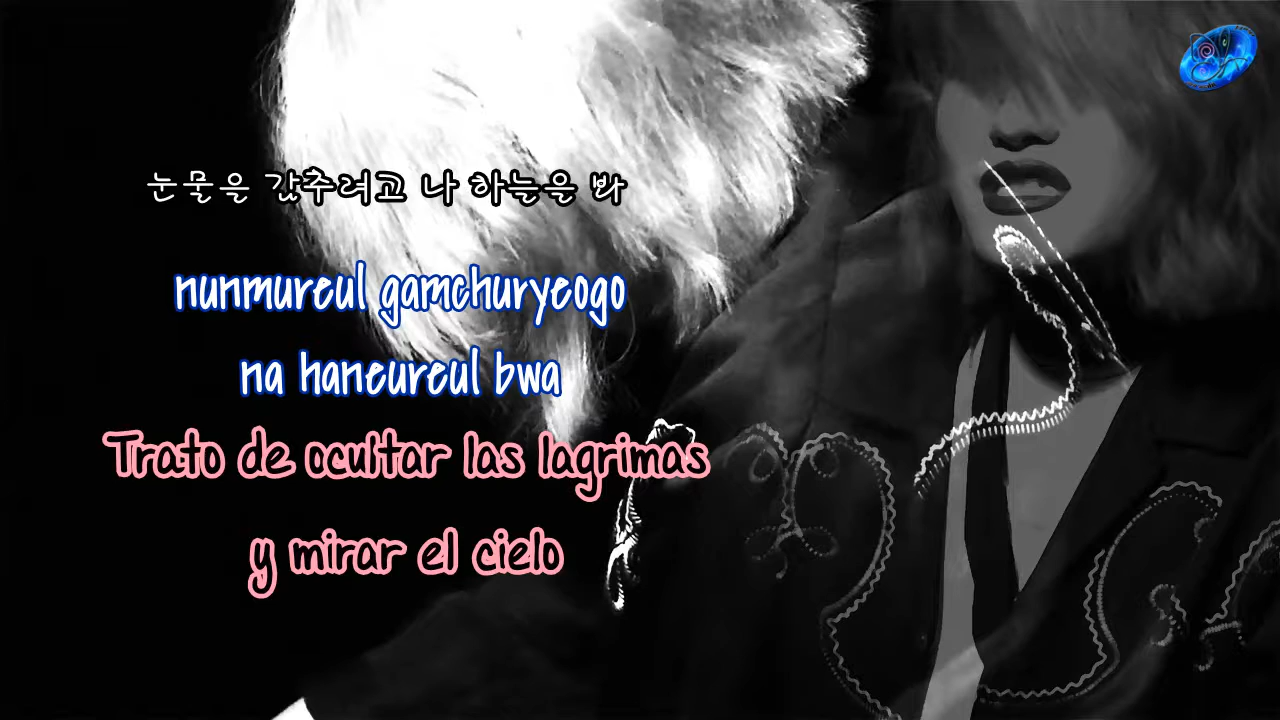 눈물을 감추려고 나 하늘은 봐
nunmureul gamchuryeogo
na haneureul bwa
Trato de ocultar las lagrimas
y mirar el cielo